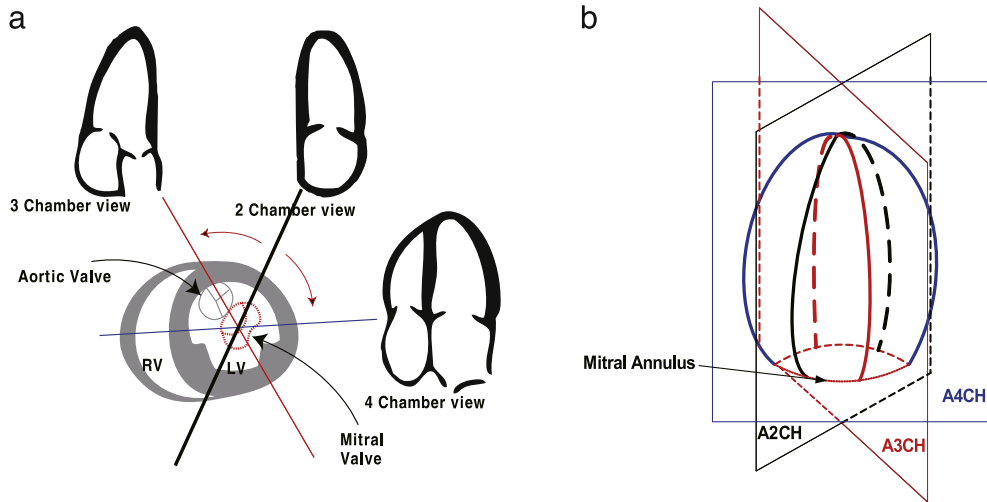 a
b
3 Chamber view
2 Chamber view
Aortic Valve
RV
LV
4 Chamber view
Mitral
Valve
Mitral Annulus
A4CH
A2CH
A3CH